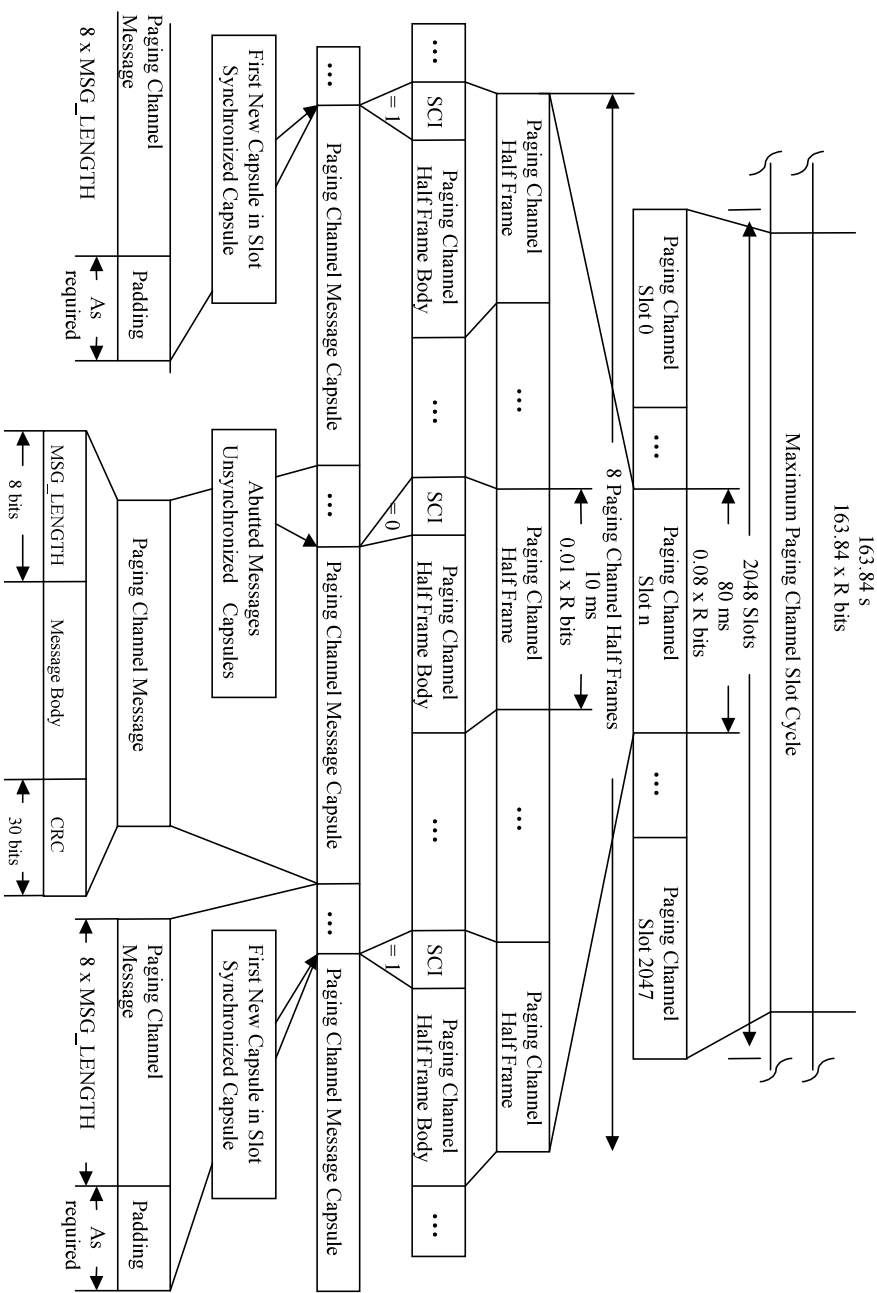 163.84 s
163.84 x R bits
Maximum Paging Channel Slot Cycle
2048 Slots
80 ms
0.08 x R bits
Paging Channel
Slot 0
...
Paging Channel
Slot n
...
Paging Channel
Slot 2047
8 Paging Channel Half Frames
10 ms
0.01 x R bits
Paging Channel
Half Frame
...
Paging Channel
Half Frame
...
Paging Channel
Half Frame
...
SCI
Paging Channel
Half Frame Body
...
SCI
Paging Channel
Half Frame Body
...
SCI
Paging Channel
Half Frame Body
...
= 1
= 0
= 1
...
Paging Channel Message Capsule
...
Paging Channel Message Capsule
...
Paging Channel Message Capsule
First New Capsule in Slot
Synchronized Capsule
Abutted Messages
Unsynchronized Capsules
First New Capsule in Slot
Synchronized Capsule
Paging Channel
Message
Padding
8 x MSG_LENGTH
As
required
Paging Channel Message
MSG_LENGTH
Message Body
CRC
8 bits
30 bits
Paging Channel
Message
Padding
8 x MSG_LENGTH
As
required